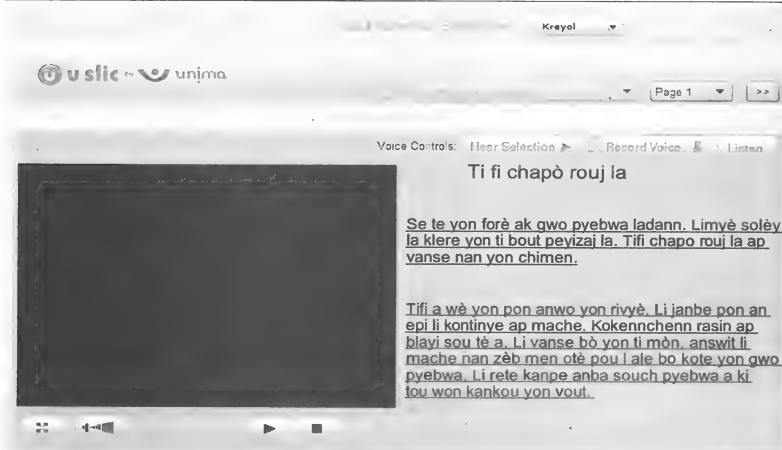 Kreyol
u slic by unima
Page 1 >>
Voice Controls: Hear Selection Record Voice Listen
Ti fi chapò rouj la
Se te yon forè ak gwo pyebwa ladann. Limyè solèy
la klere yon ti bout peyizaj la. Tifi chapo rouj la ap
vanse nan yon chimen.
Tifi a wè yon pon anwo yon rivyè. Li janbe pon an
epi li kontinye ap mache. Kokennchenn rasin ap
blayi sou tè a. Li vanse bò yon ti mòn. answit li
mache nan zèb men otè pou l ale bo kote yon gwo
pyebwa. Li rete kanpe anba souch pyebwa a ki
tou won kankou yon vout.